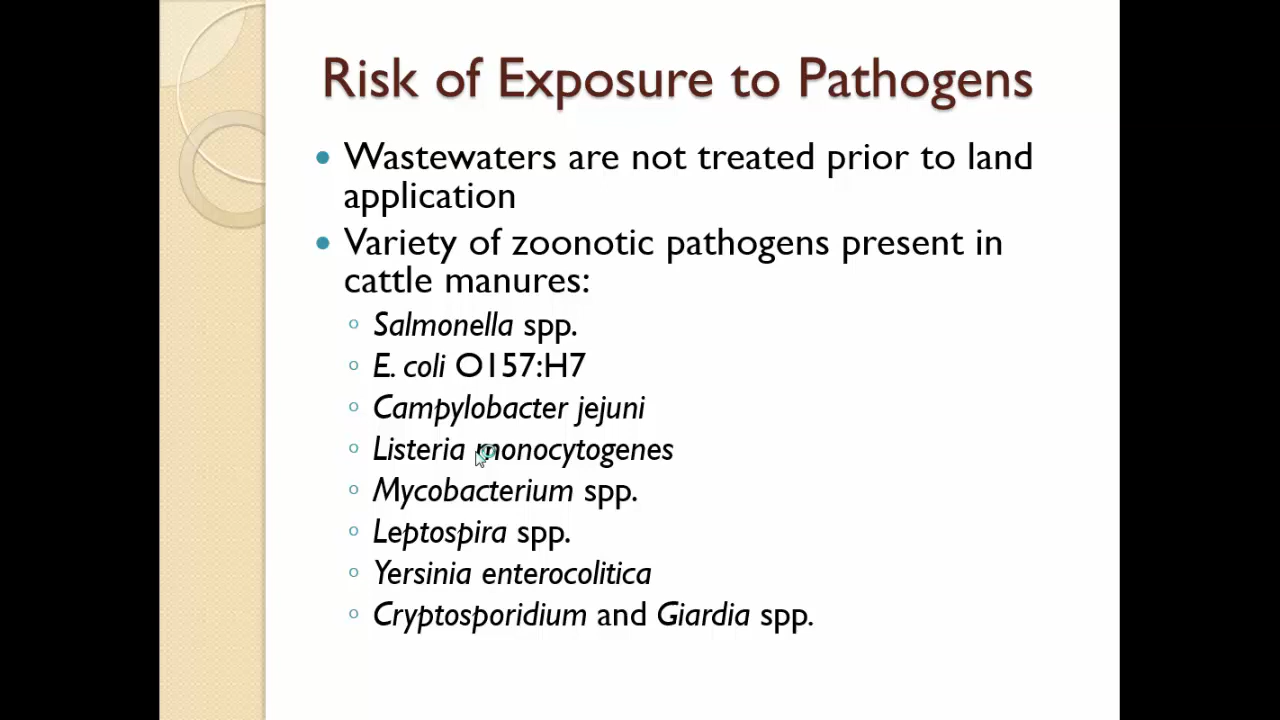 Risk of Exposure to Pathogens
• Wastewaters are not treated prior to land
application
• Variety of zoonotic pathogens present in
cattle manures:
◦ Salmonella spp.
◦ E. coli O157:H7
◦ Campylobacter jejuni
◦ Listeria monocytogenes
◦ Mycobacterium spp.
◦ Leptospira spp.
◦ Yersinia enterocolitica
◦ Cryptosporidium and Giardia spp.